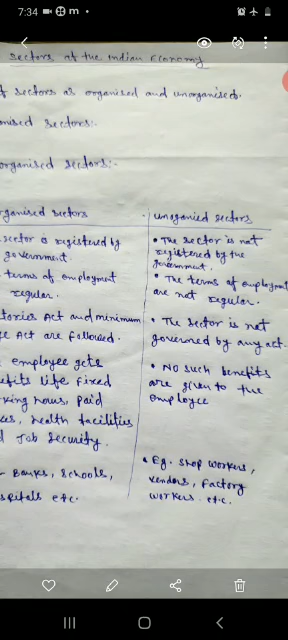 7:34
Sectors of the Indian Economy
f sectors as organised and unorganised.
nised sectors:-
organised sectors:-
rganised sectors
sector is registered by
government.
terms of employment
regular.
tories Act and minimum
e Act are followed.
employee gets
efits life fixed
king hours, paid
es, health facilities
d Job security.
Banks, Schools,
spitals etc.
unoganied sectors
• The sector is not
registered by the
government.
• The terms of employment
are not regular.
• The sector is not
governed by any act.
• No such benefits
are given to the
employee
• Eg. Shop workers,
vendors, factory
workers. etc.